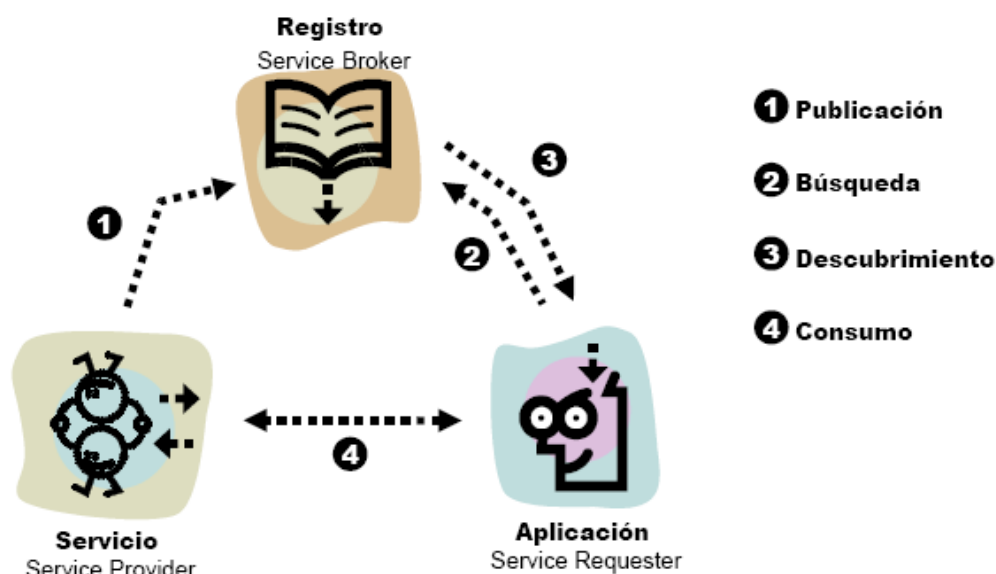 Registro
Service Broker
1 Publicación
2 Búsqueda
3 Descubrimiento
4 Consumo
1
3
2
4
Servicio
Service Provider
Aplicación
Service Requester